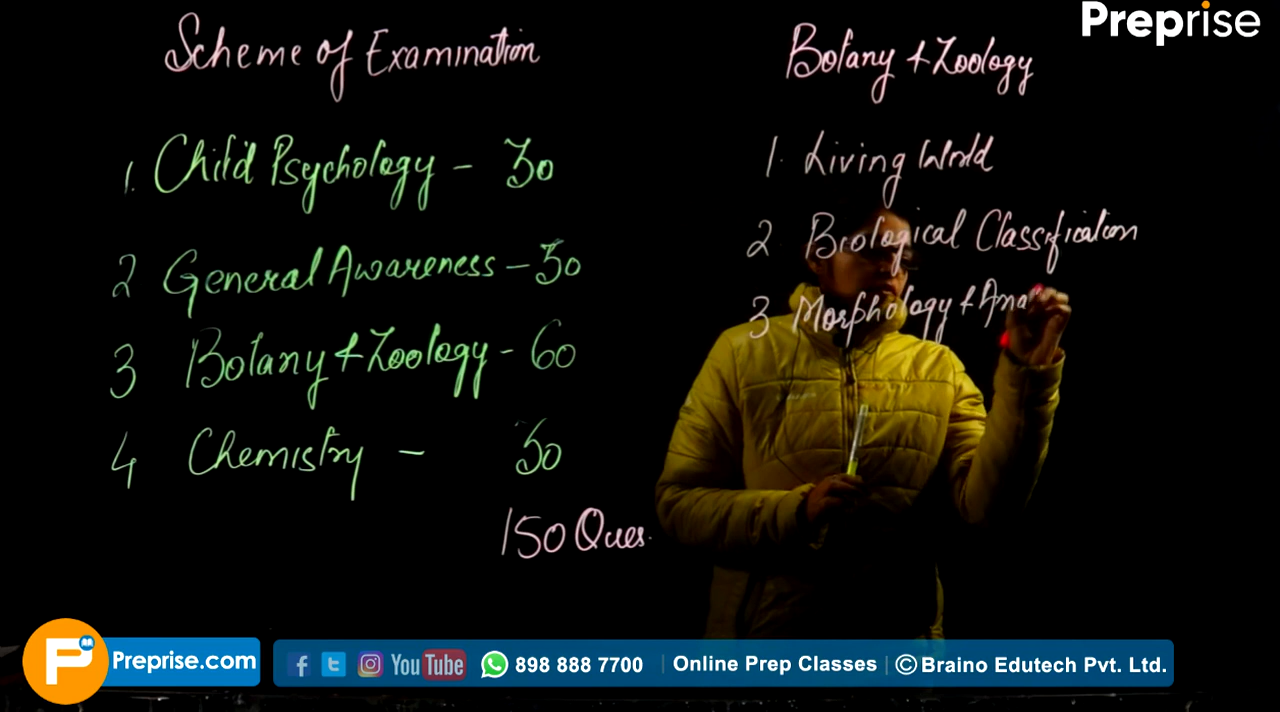 Preprise
Scheme of Examination
1. Child Psychology - 30
2 General Awareness - 30
3 Botany + Zoology - 60
4 Chemistry - 30
150 Ques.
Botany + Zoology
1. Living World
2. Biological Classification
3 Morphology + Ana
Preprise.com
YouTube
898 888 7700
Online Prep Classes
© Braino Edutech Pvt. Ltd.